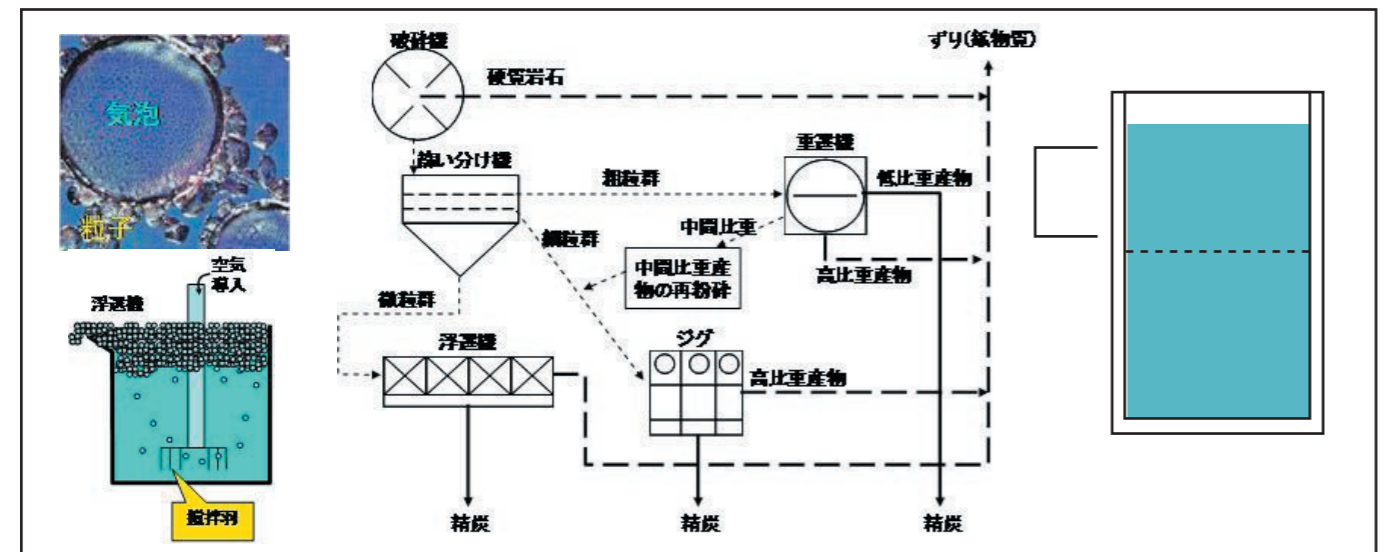 気泡
粒子
空気
導入
浮選機
撹拌羽
破砕機
硬質岩石
ずり(鉱物質)
篩い分け機
粗粒群
重選機
低比重産物
中間比重
細粒群
中間比重産
物の再粉砕
高比重産物
微粒群
浮選機
ジグ
高比重産物
精炭
精炭
精炭